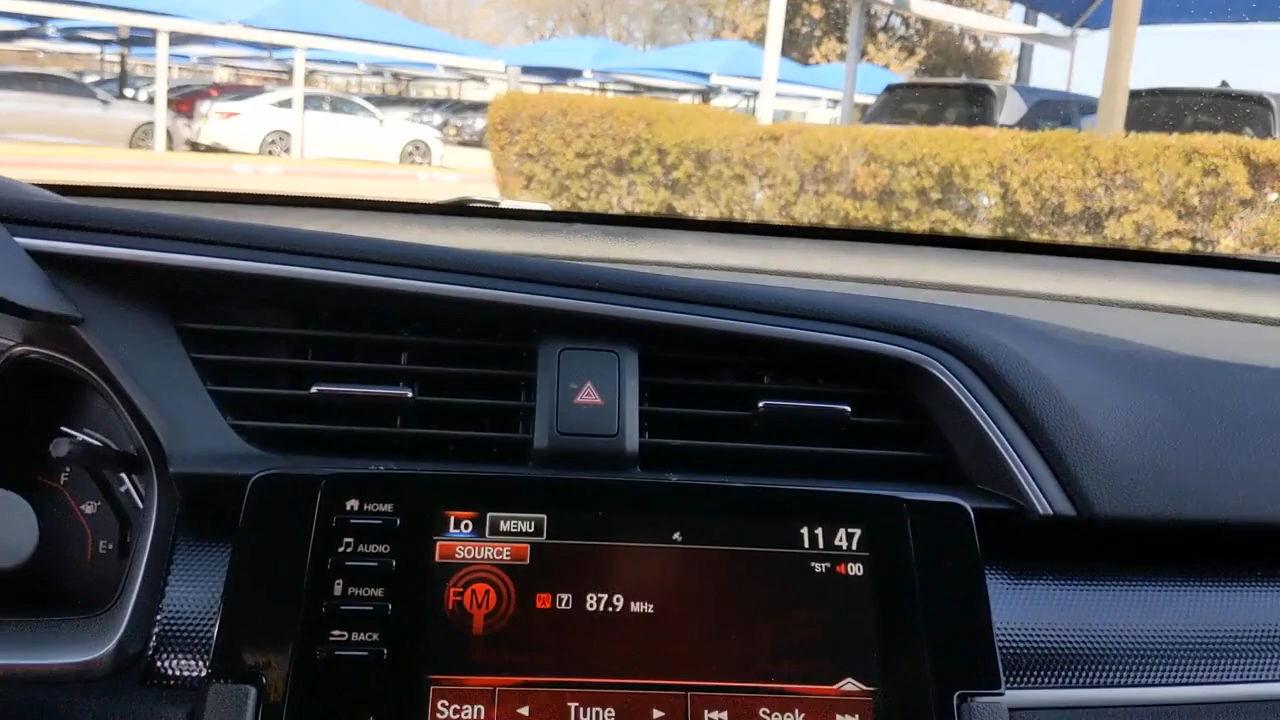 HOME
AUDIO
PHONE
BACK
Lo MENU 11 47
SOURCE "ST" 00
FM 7 87.9 MHz
Scan Tune Seek
F
E